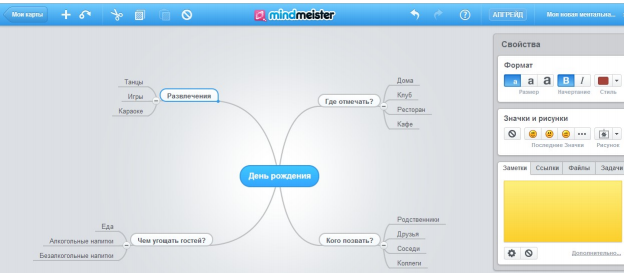 Мои карты
mindmeister
АПГРЕЙД
Моя новая ментальна...
Свойства
Формат
a a a B I
Размер Начертание Стиль
Значки и рисунки
Последние Значки Рисунок
Заметки Ссылки Файлы Задачи
Дополнительно...
Танцы
Игры
Караоке
Развлечения
Где отмечать?
Дома
Клуб
Ресторан
Кафе
День рождения
Еда
Алкогольные напитки
Безалкогольные напитки
Чем угощать гостей?
Кого позвать?
Родственники
Друзья
Соседи
Коллеги